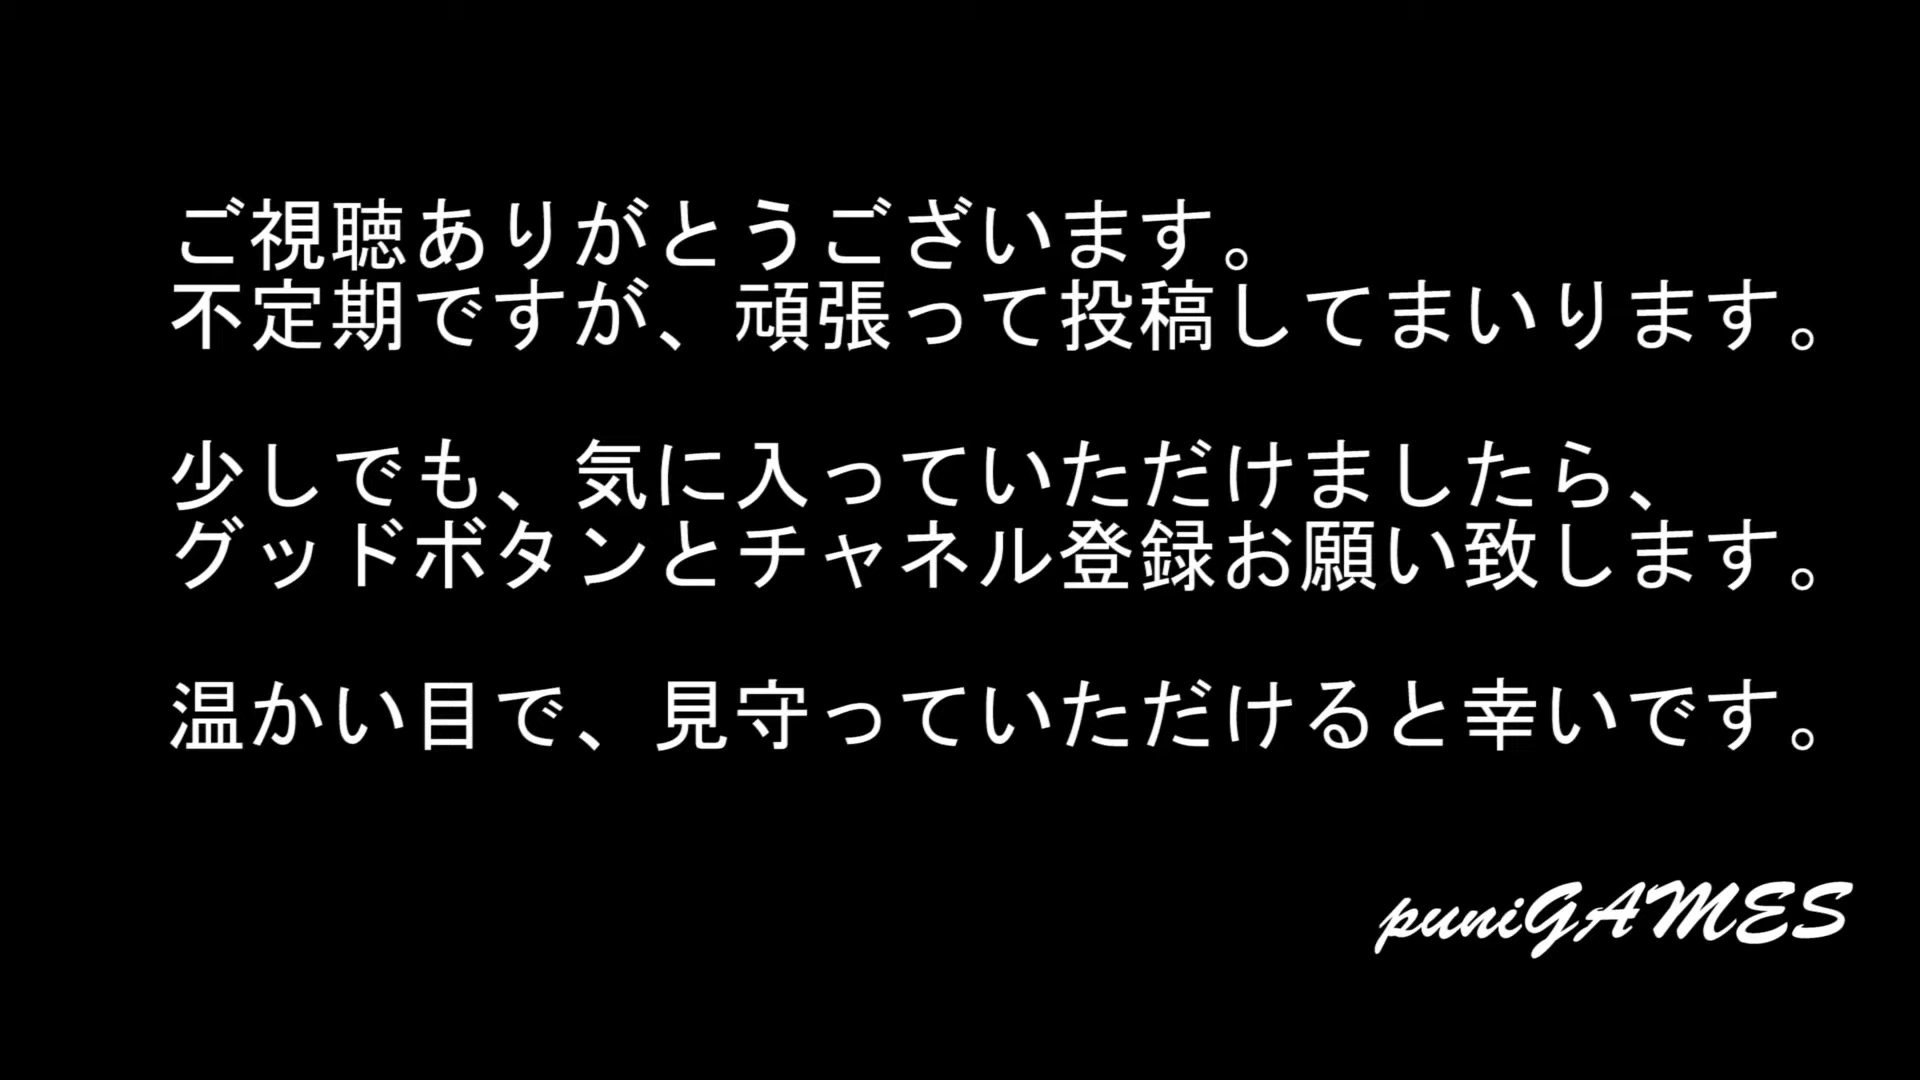 ご視聴ありがとうございます。
不定期ですが、頑張って投稿してまいります。
少しでも、気に入っていただけましたら、
グッドボタンとチャネル登録お願い致します。
温かい目で、見守っていただけると幸いです。
puniGAMES